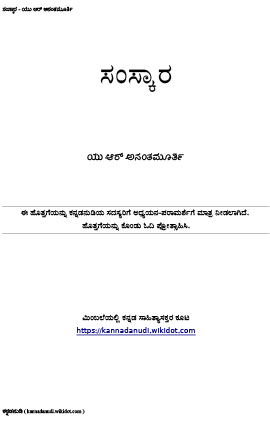 ಸಂಸ್ಕಾರ - ಯು ಆರ್ ಅನಂತಮೂರ್ತಿ
ಸಂಸ್ಕಾರ
ಯು ಆರ್ ಅನಂತಮೂರ್ತಿ
ಈ ಹೊತ್ತಗೆಯನ್ನು ಕನ್ನಡನುಡಿಯ ಸದಸ್ಯರಿಗೆ ಅಧ್ಯಯನ-ಪರಾಮರ್ಶೆಗೆ ಮಾತ್ರ ನೀಡಲಾಗಿದೆ.
ಹೊತ್ತಗೆಯನ್ನು ಕೊಂಡು ಓದಿ ಪ್ರೋತ್ಸಾಹಿಸಿ.
ಮಿಂಬಲೆಯಲ್ಲಿ ಕನ್ನಡ ಸಾಹಿತ್ಯಾಸಕ್ತರ ಕೂಟ
https://kannadanudi.wikidot.com
ಕನ್ನಡನುಡಿ ( kannadanudi.wikidot.com )